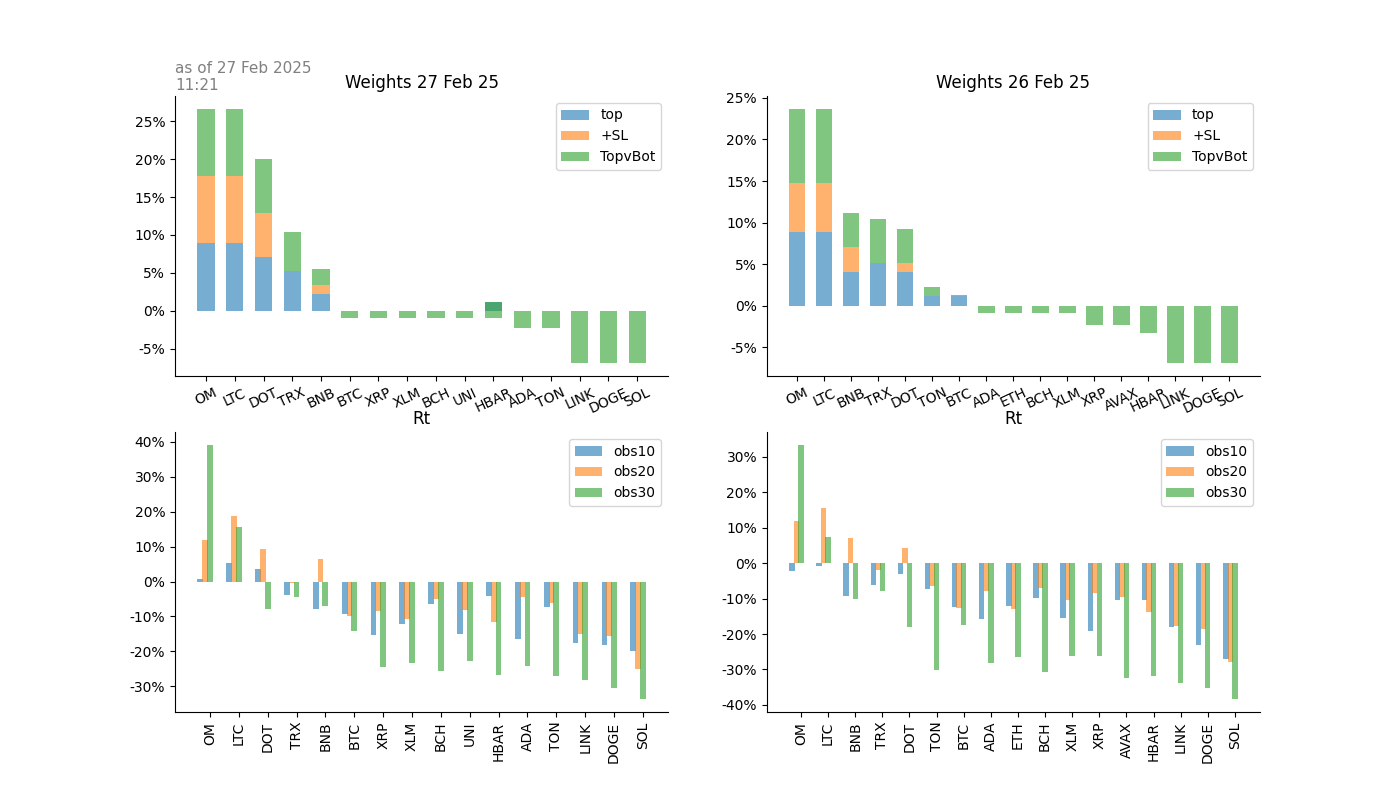 as of 27 Feb 2025
11:21
Weights 27 Feb 25
25%
20%
15%
10%
5%
0%
-5%
top
+SL
TopvBot
OM LTC DOT TRX BNB BTC XRP XLM BCH UNI HBAR ADA TON LINK DOGE SOL
Weights 26 Feb 25
25%
20%
15%
10%
5%
0%
-5%
top
+SL
TopvBot
OM LTC BNB TRX DOT TON BTC ADA ETH BCH XLM XRP AVAX HBAR LINK DOGE SOL
Rt
40%
30%
20%
10%
0%
-10%
-20%
-30%
obs10
obs20
obs30
OM LTC DOT TRX BNB BTC XRP XLM BCH UNI HBAR ADA TON LINK DOGE SOL
Rt
30%
20%
10%
0%
-10%
-20%
-30%
-40%
obs10
obs20
obs30
OM LTC BNB TRX DOT TON BTC ADA ETH BCH XLM XRP AVAX HBAR LINK DOGE SOL